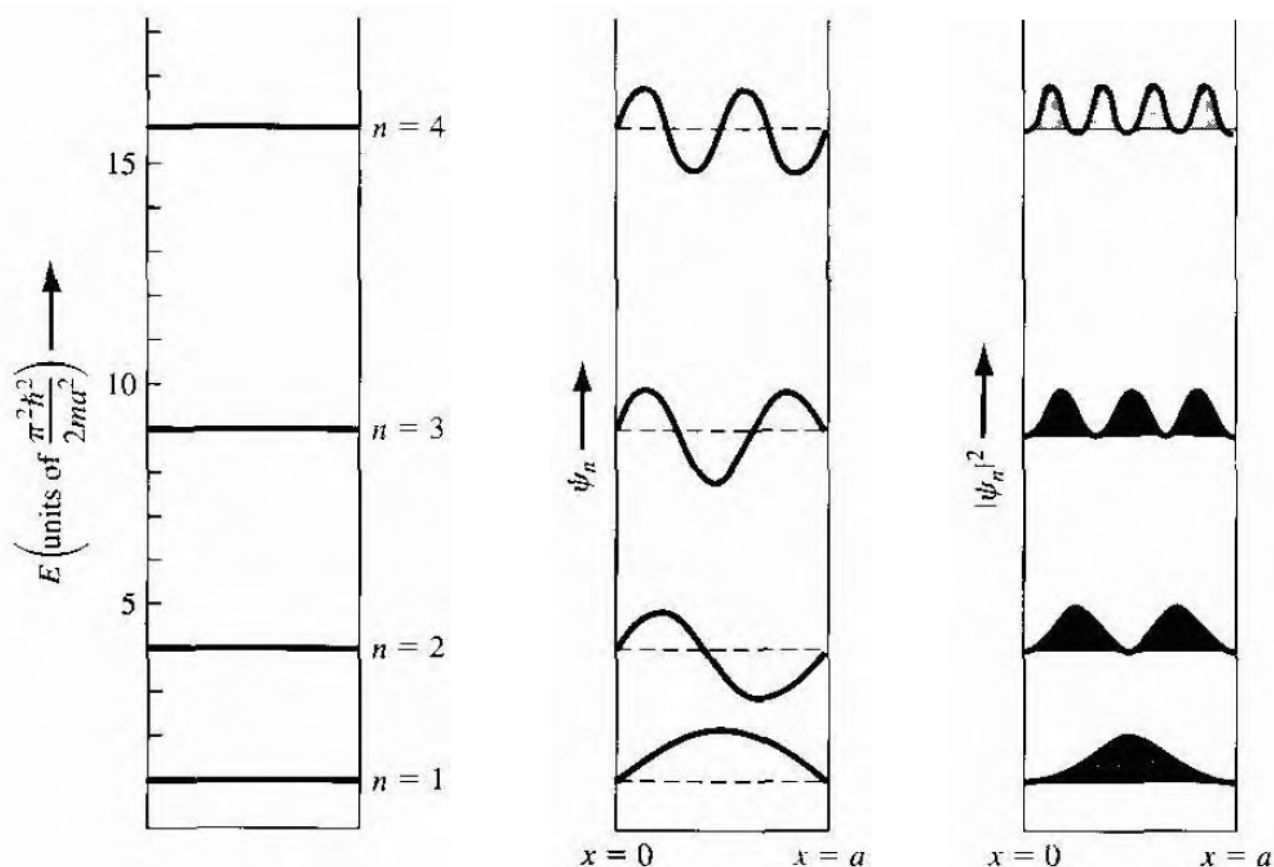 n = 4
15
10
n = 3
5
n = 2
n = 1
E (units of π²ħ²/2ma²)
ψₙ
x = 0 x = a
|ψₙ|²
x = 0 x = a